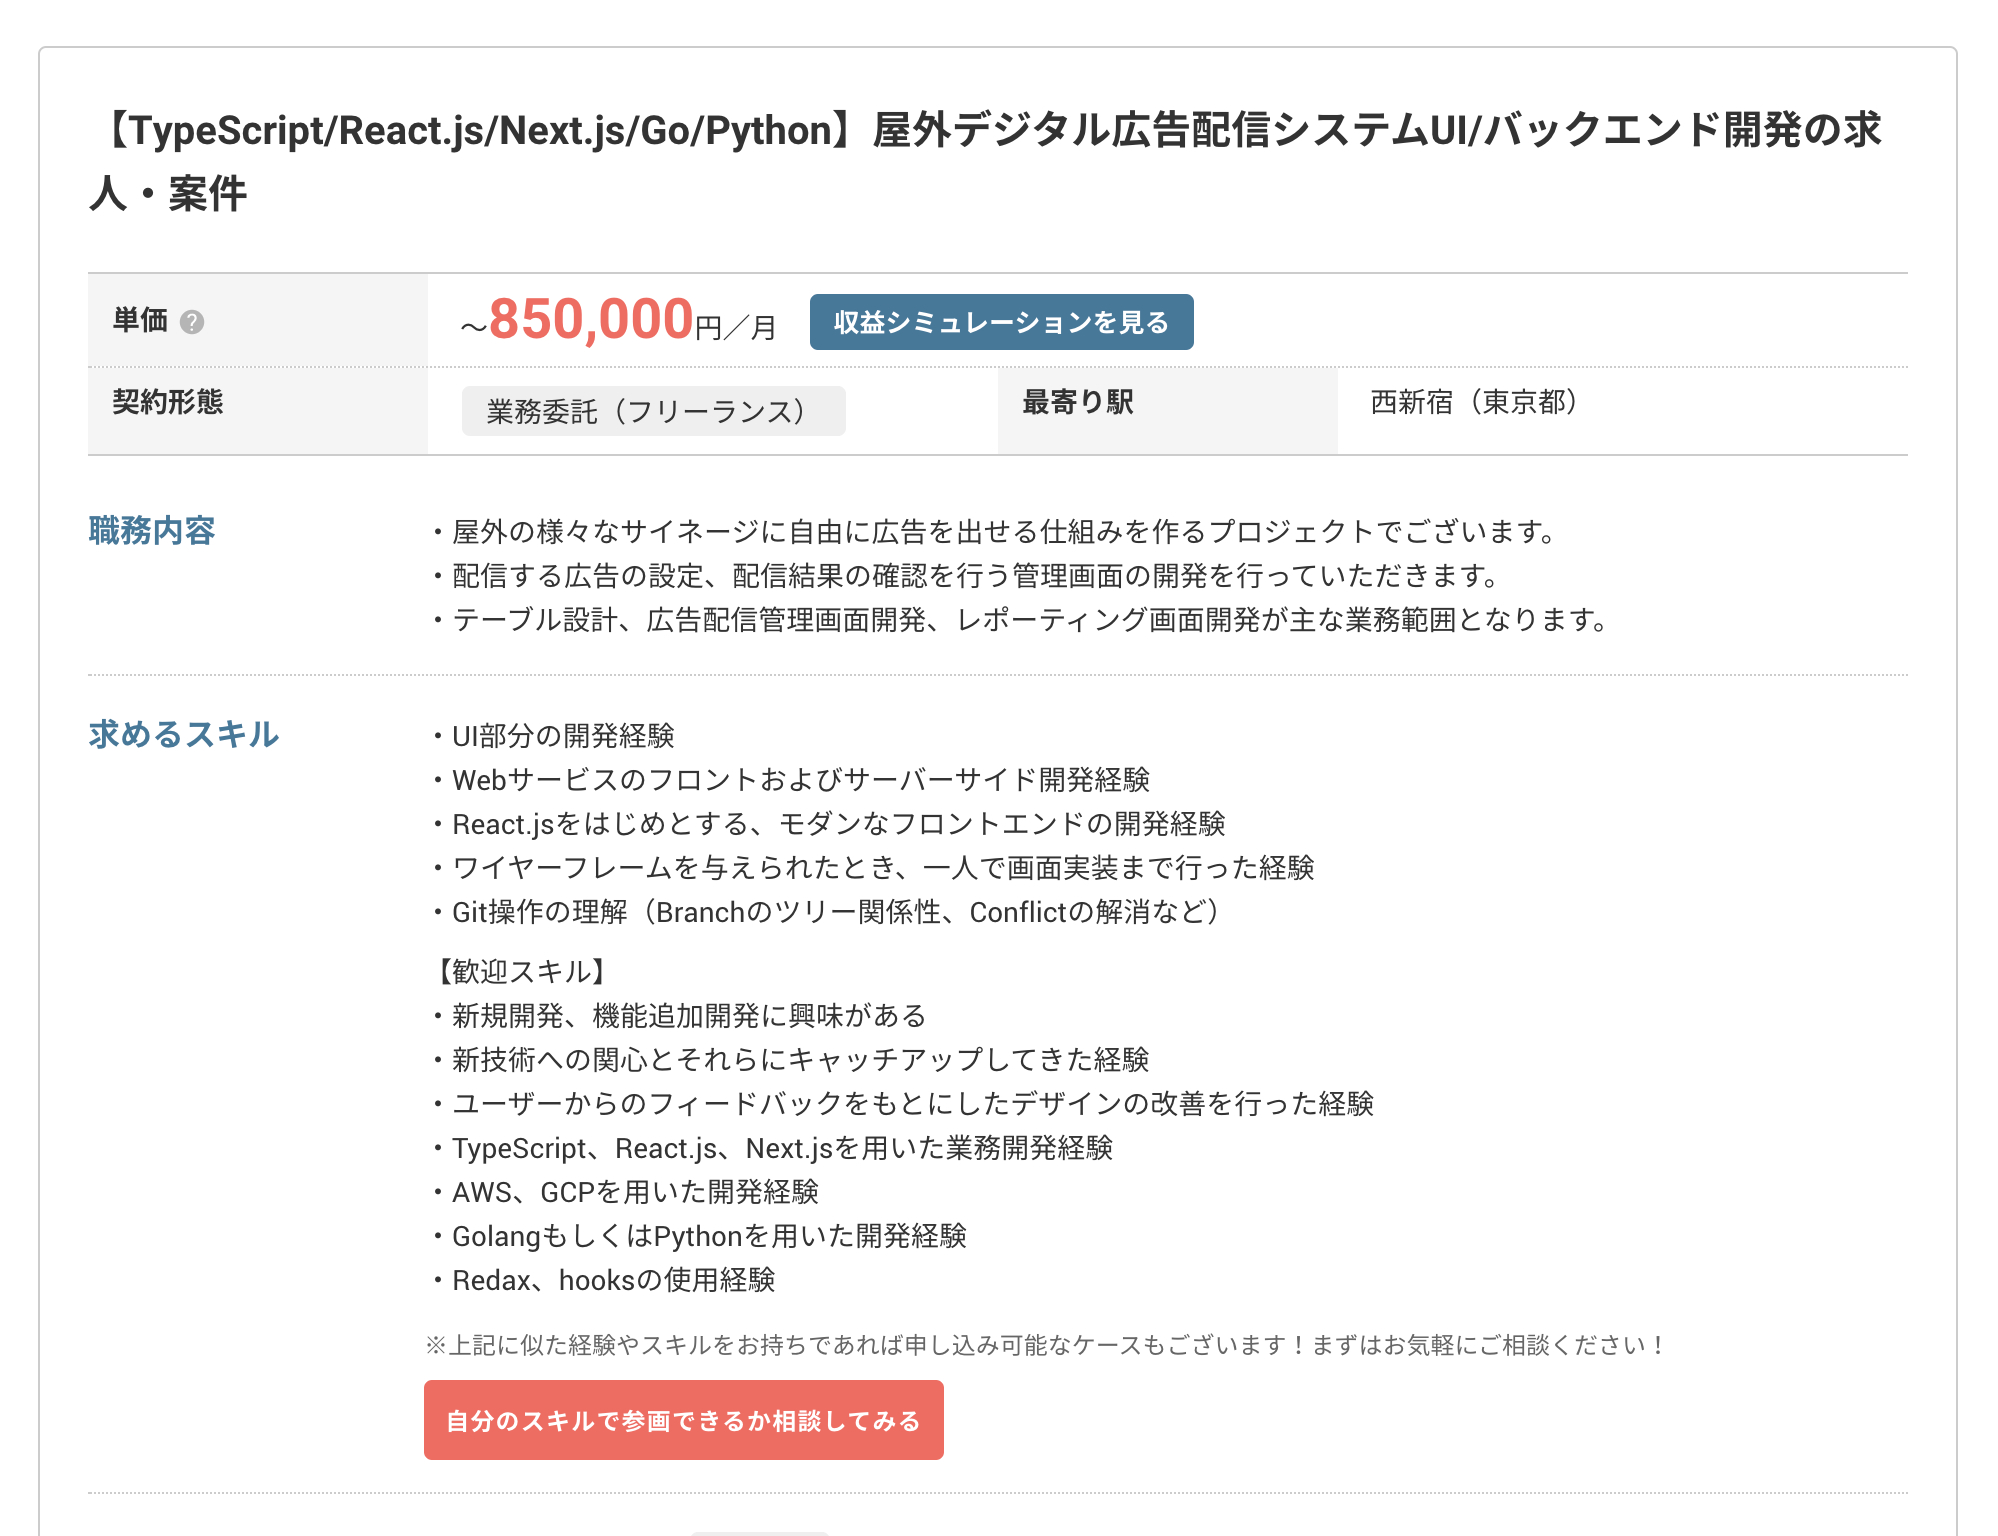 【TypeScript/React.js/Next.js/Go/Python】屋外デジタル広告配信システムUI/バックエンド開発の求
人・案件
単価 ?
～850,000円／月
収益シミュレーションを見る
契約形態
業務委託（フリーランス）
最寄り駅
西新宿（東京都）
職務内容
・屋外の様々なサイネージに自由に広告を出せる仕組みを作るプロジェクトでございます。
・配信する広告の設定、配信結果の確認を行う管理画面の開発を行っていただきます。
・テーブル設計、広告配信管理画面開発、レポーティング画面開発が主な業務範囲となります。
求めるスキル
・UI部分の開発経験
・Webサービスのフロントおよびサーバーサイド開発経験
・React.jsをはじめとする、モダンなフロントエンドの開発経験
・ワイヤーフレームを与えられたとき、一人で画面実装まで行った経験
・Git操作の理解（Branchのツリー関係性、Conflictの解消など）
【歓迎スキル】
・新規開発、機能追加開発に興味がある
・新技術への関心とそれらにキャッチアップしてきた経験
・ユーザーからのフィードバックをもとにしたデザインの改善を行った経験
・TypeScript、React.js、Next.jsを用いた業務開発経験
・AWS、GCPを用いた開発経験
・GolangもしくはPythonを用いた開発経験
・Redax、hooksの使用経験
※上記に似た経験やスキルをお持ちであれば申し込み可能なケースもございます！まずはお気軽にご相談ください！
自分のスキルで参画できるか相談してみる